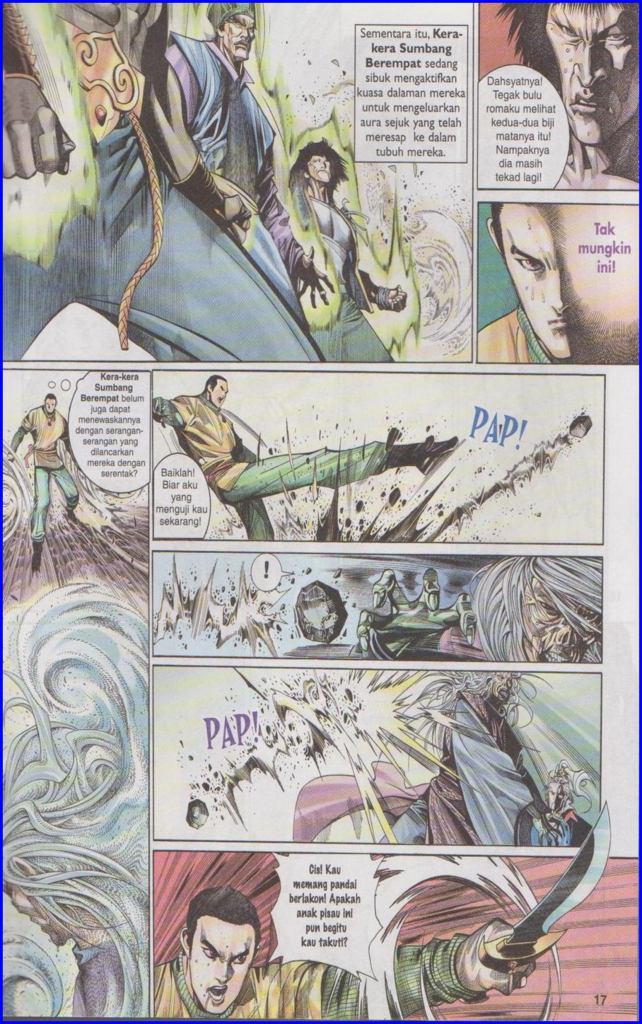 Sementara itu, Kera-
kera Sumbang
Berempat sedang
sibuk mengaktifkan
kuasa dalaman mereka
untuk mengeluarkan
aura sejuk yang telah
meresap ke dalam
tubuh mereka.
Dahsyatnya!
Tegak bulu
romaku melihat
kedua-dua biji
matanya itu!
Nampaknya
dia masih
tekad lagi!
Tak
mungkin
ini!
Kera-kera
Sumbang
Berempat belum
juga dapat
menewaskannya
dengan serangan-
serangan yang
dilancarkan
mereka dengan
serentak?
Baiklah!
Biar aku
yang
menguji kau
sekarang!
PAP!
!
PAP!
Cis! Kau
memang pandai
berlakon! Apakah
anak pisau ini
pun begitu
kau takuti?
17